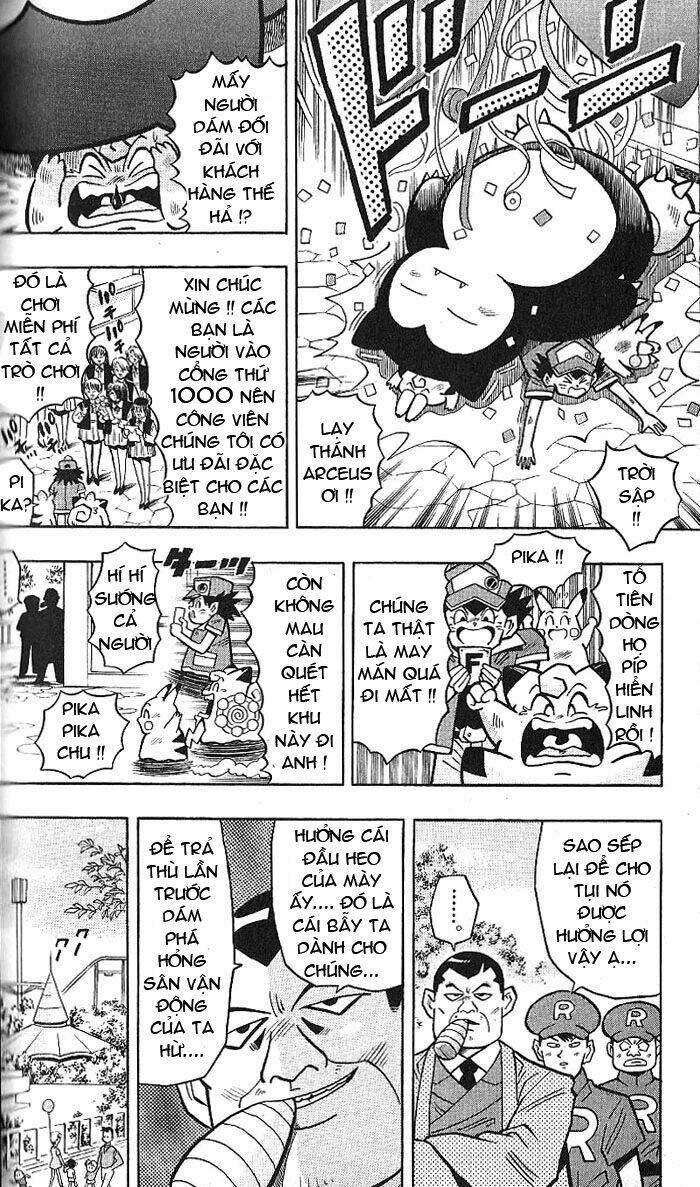 ドドーン
TRỜI
SẬP
!!
LẠY
THÁNH
ARCEUS
ƠI !!
MẤY
NGƯỜI
DÁM ĐỐI
ĐÃI VỚI
KHÁCH
HÀNG THẾ
HẢ !?
XIN CHÚC
MỪNG !! CÁC
BẠN LÀ
NGƯỜI VÀO
CỔNG THỨ
1000 NÊN
CÔNG VIÊN
CHÚNG TÔI CÓ
ƯU ĐÃI ĐẶC
BIỆT CHO CÁC
BẠN !!
ĐÓ LÀ
CHƠI
MIỄN PHÍ
TẤT CẢ
TRÒ CHƠI
!!
PI
KA?
TỔ
TIÊN
DÒNG
HỌ
PÍP
HIỂN
LINH
RỒI !
PIKA !!
F
CHÚNG
TA THẬT
LÀ MAY
MẮN QUÁ
ĐI MẤT !!
CÒN
KHÔNG
MAU
CÀN
QUÉT
HẾT
KHU
NÀY ĐI
ANH !
HÍ HÍ
SƯỚNG
CẢ
NGƯỜI
PIKA
PIKA
CHU !!
SAO SẾP
LẠI ĐỂ CHO
TỤI NÓ
ĐƯỢC
HƯỞNG LỢI
VẬY Ạ...
R
R
R
R
HƯỞNG CÁI
ĐẦU HEO
CỦA MÀY
ẤY.... ĐÓ LÀ
CÁI BẪY TA
DÀNH CHO
CHÚNG...
ĐỂ TRẢ
THÙ LẦN
TRƯỚC
DÁM
PHÁ
HỎNG
SÂN VẬN
ĐỘNG
CỦA TA
HỪ....